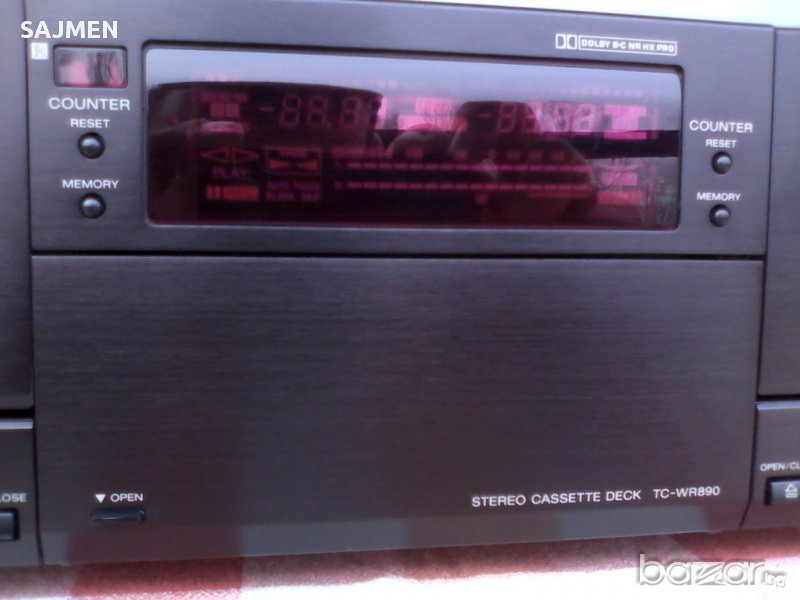 SAJMEN
DOLBY B-C NR HX PRO
COUNTER
RESET
MEMORY
PLAY
COUNTER
RESET
MEMORY
LOSE
▼ OPEN
STEREO CASSETTE DECK TC-WR890
OPEN/CL
bazar.bg